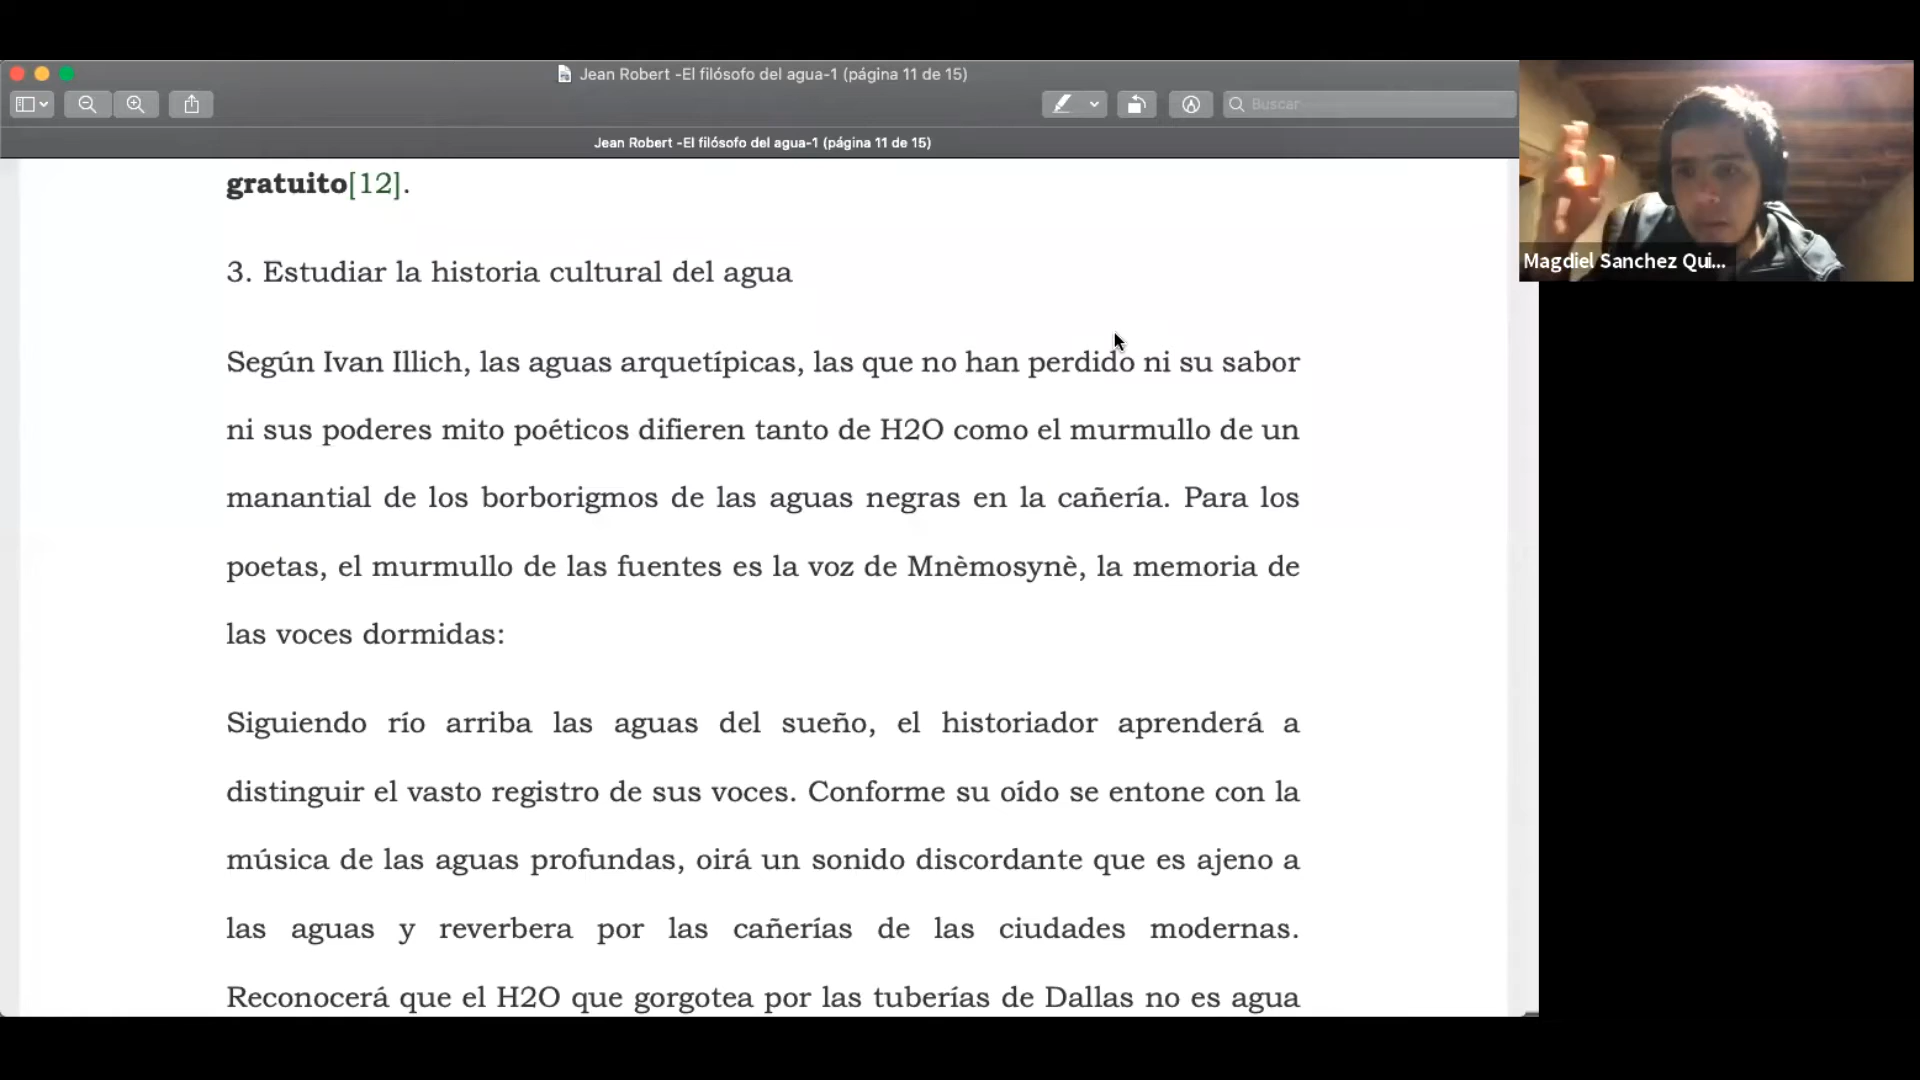 Jean Robert -El filósofo del agua-1 (página 11 de 15)
Buscar
Jean Robert -El filósofo del agua-1 (página 11 de 15)
Magdiel Sanchez Qui...
gratuito[12].
3. Estudiar la historia cultural del agua
Según Ivan Illich, las aguas arquetípicas, las que no han perdido ni su sabor
ni sus poderes mito poéticos difieren tanto de H2O como el murmullo de un
manantial de los borborigmos de las aguas negras en la cañería. Para los
poetas, el murmullo de las fuentes es la voz de Mnèmosynè, la memoria de
las voces dormidas:
Siguiendo río arriba las aguas del sueño, el historiador aprenderá a
distinguir el vasto registro de sus voces. Conforme su oído se entone con la
música de las aguas profundas, oirá un sonido discordante que es ajeno a
las aguas y reverbera por las cañerías de las ciudades modernas.
Reconocerá que el H2O que gorgotea por las tuberías de Dallas no es agua